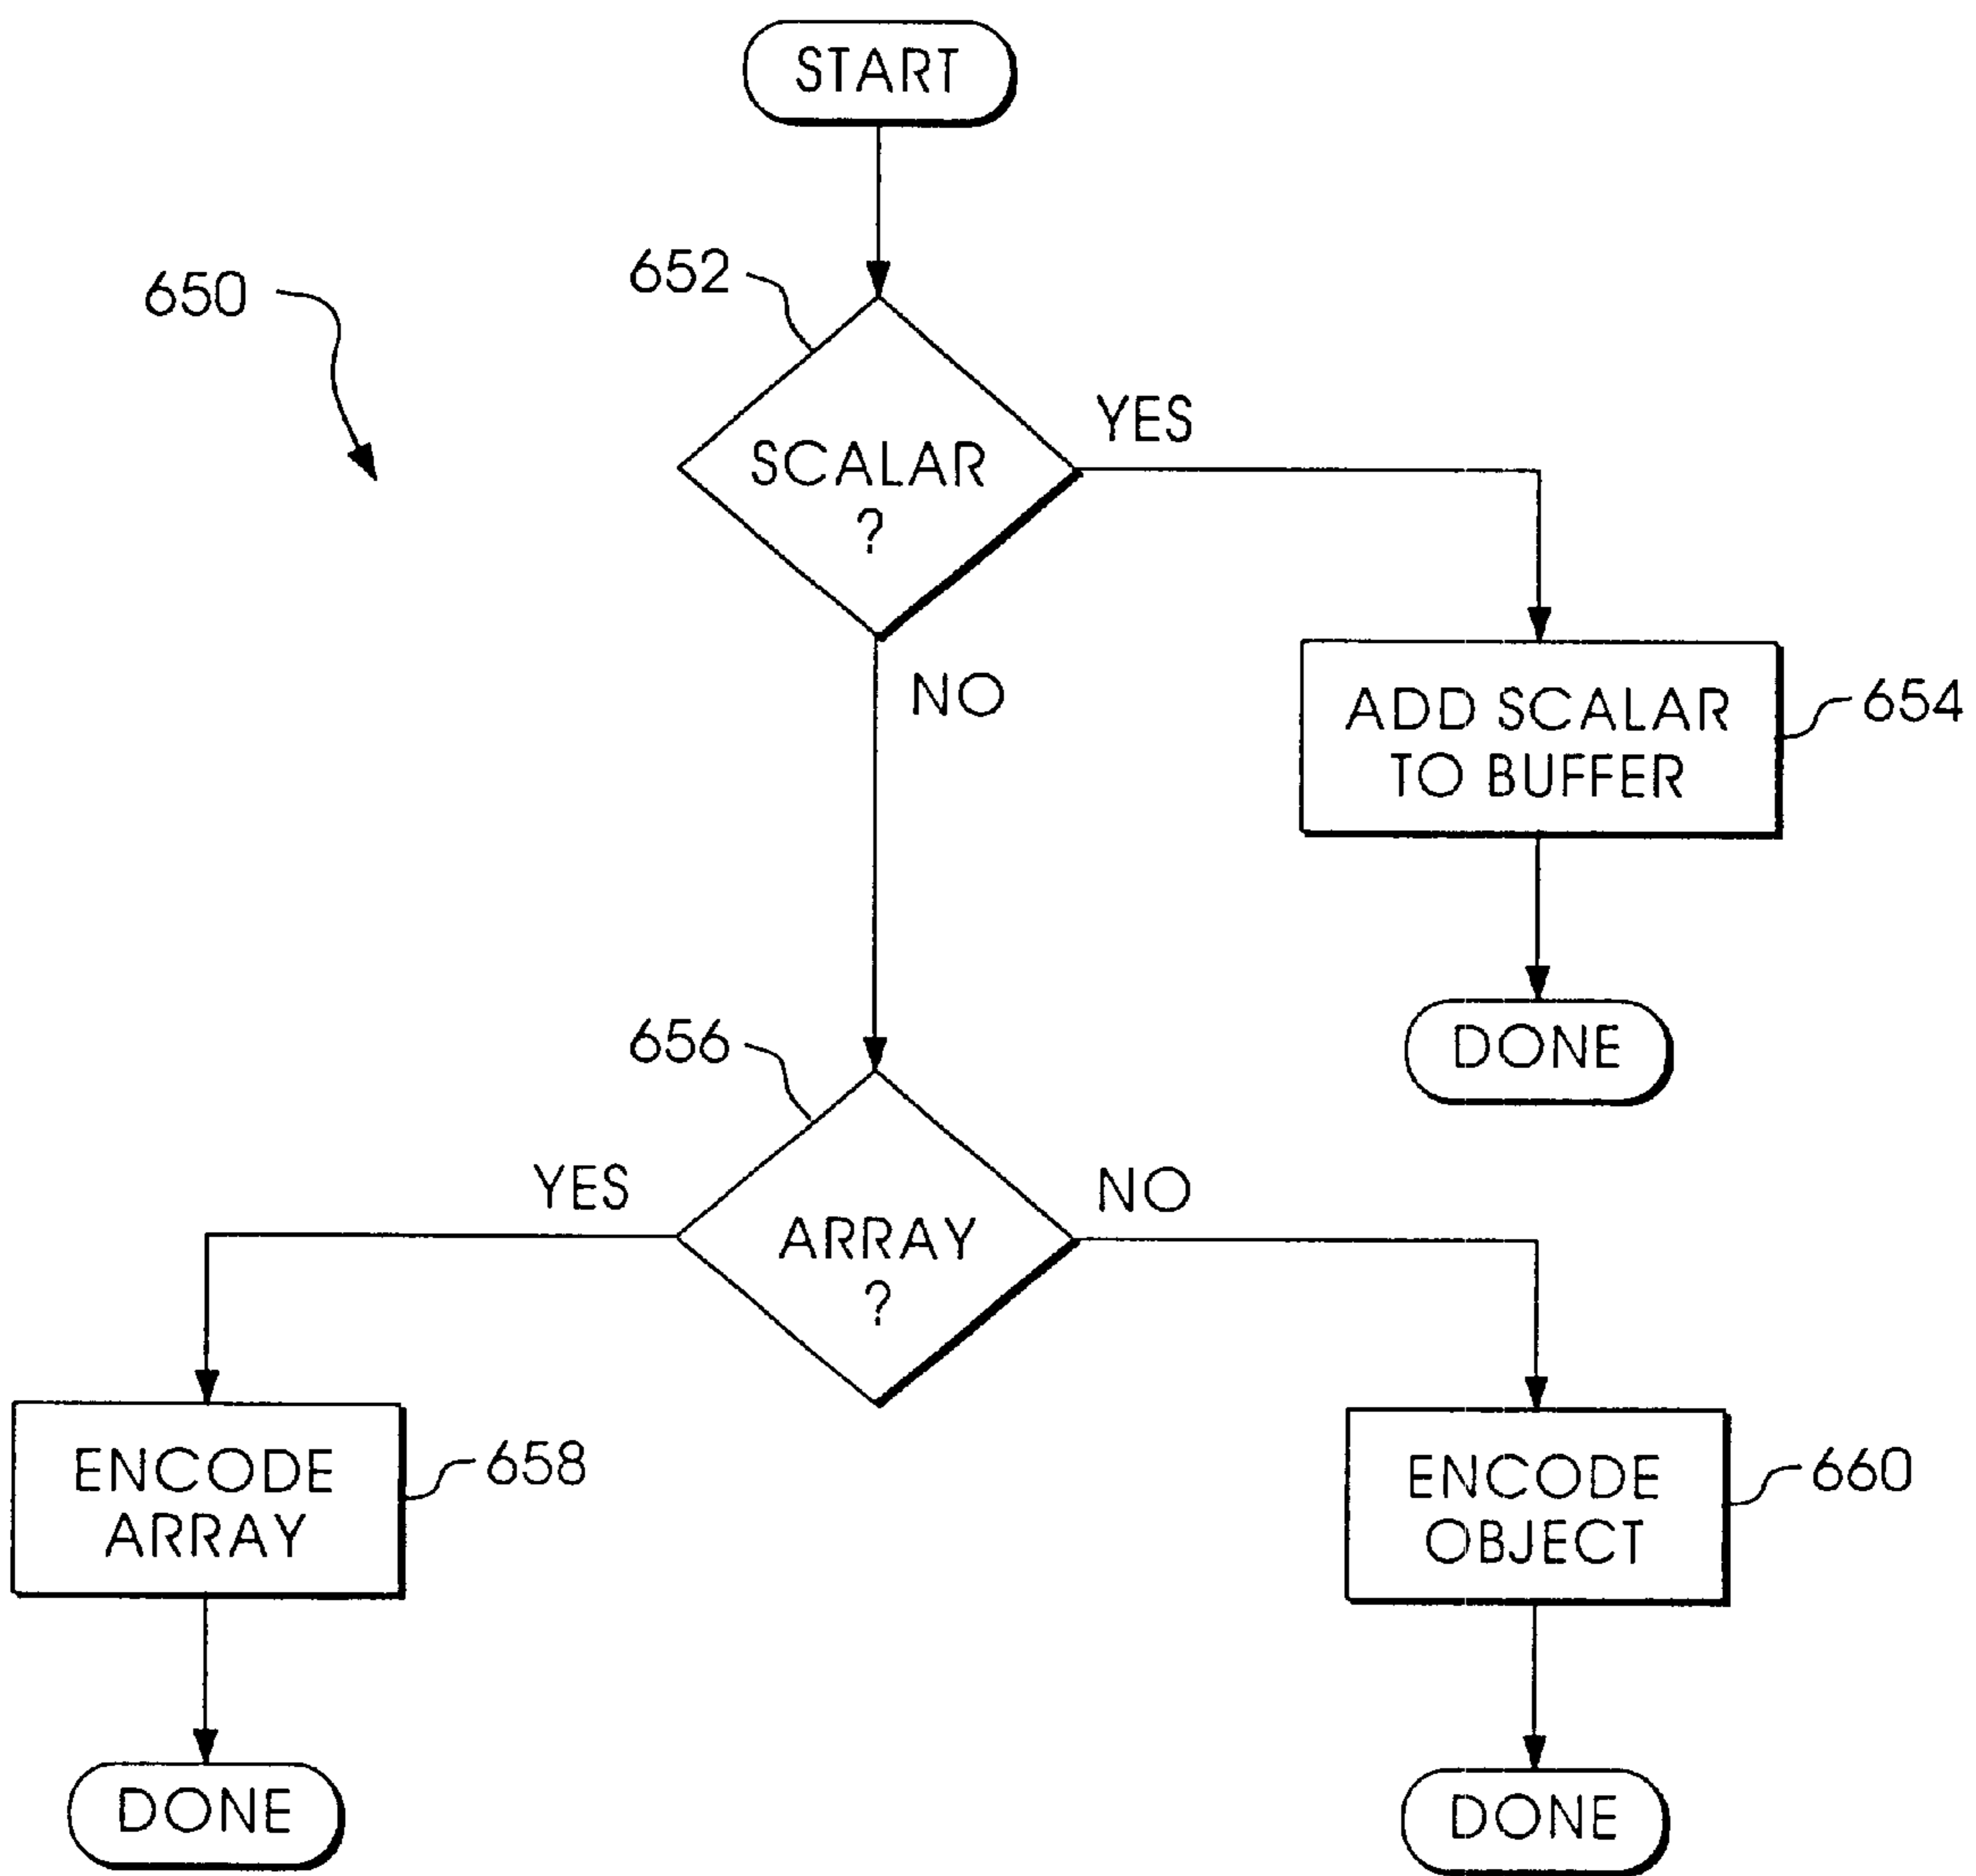 START
652
650
YES
SCALAR
?
NO
ADD SCALAR
TO BUFFER
654
DONE
656
YES
NO
ARRAY
?
ENCODE
ARRAY
658
ENCODE
OBJECT
660
DONE
DONE